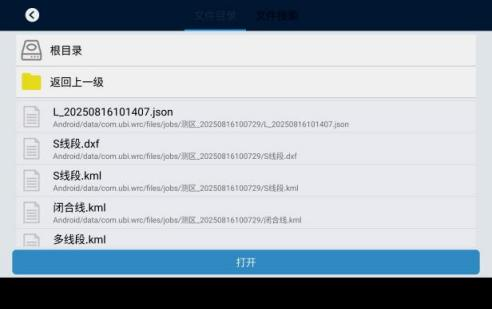 文件目录 文件搜索
根目录
返回上一级
L_20250816101407.json
Android/data/com.ubi.wrc/files/jobs/测区_20250816100729/L_20250816101407.json
S线段.dxf
Android/data/com.ubi.wrc/files/jobs/测区_20250816100729/S线段.dxf
S线段.kml
Android/data/com.ubi.wrc/files/jobs/测区_20250816100729/S线段.kml
闭合线.kml
Android/data/com.ubi.wrc/files/jobs/测区_20250816100729/闭合线.kml
多线段.kml
打开